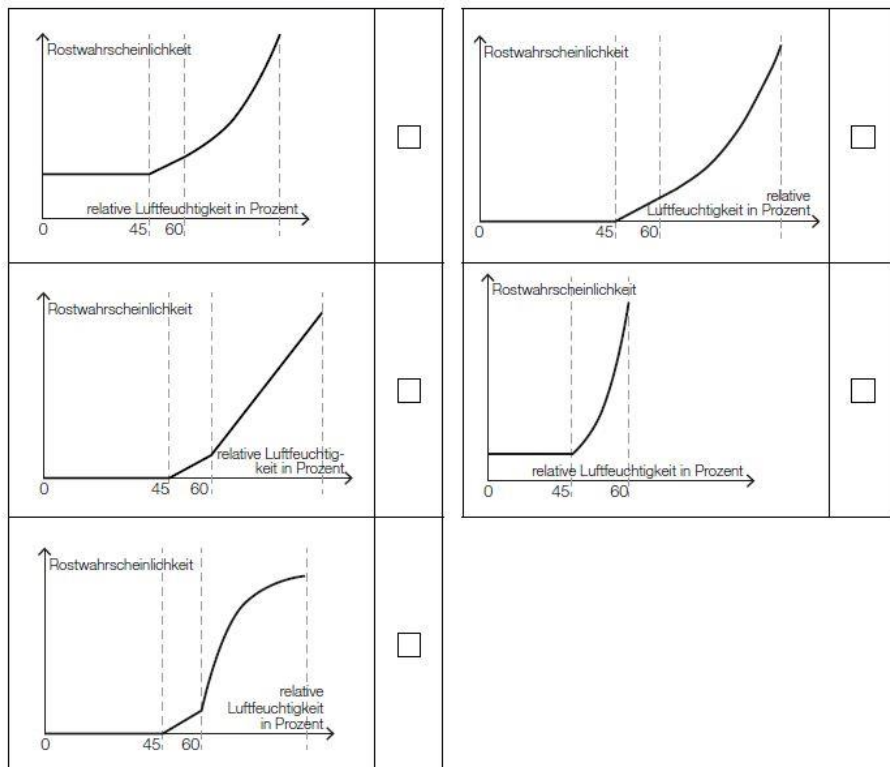 Rostwahrscheinlichkeit
relative Luftfeuchtigkeit in Prozent
0 45 60
Rostwahrscheinlichkeit
relative
Luftfeuchtigkeit in Prozent
0 45 60
Rostwahrscheinlichkeit
relative Luftfeuchtig-
keit in Prozent
0 45 60
Rostwahrscheinlichkeit
relative Luftfeuchtigkeit in Prozent
0 45 60
Rostwahrscheinlichkeit
relative
Luftfeuchtigkeit
in Prozent
0 45 60